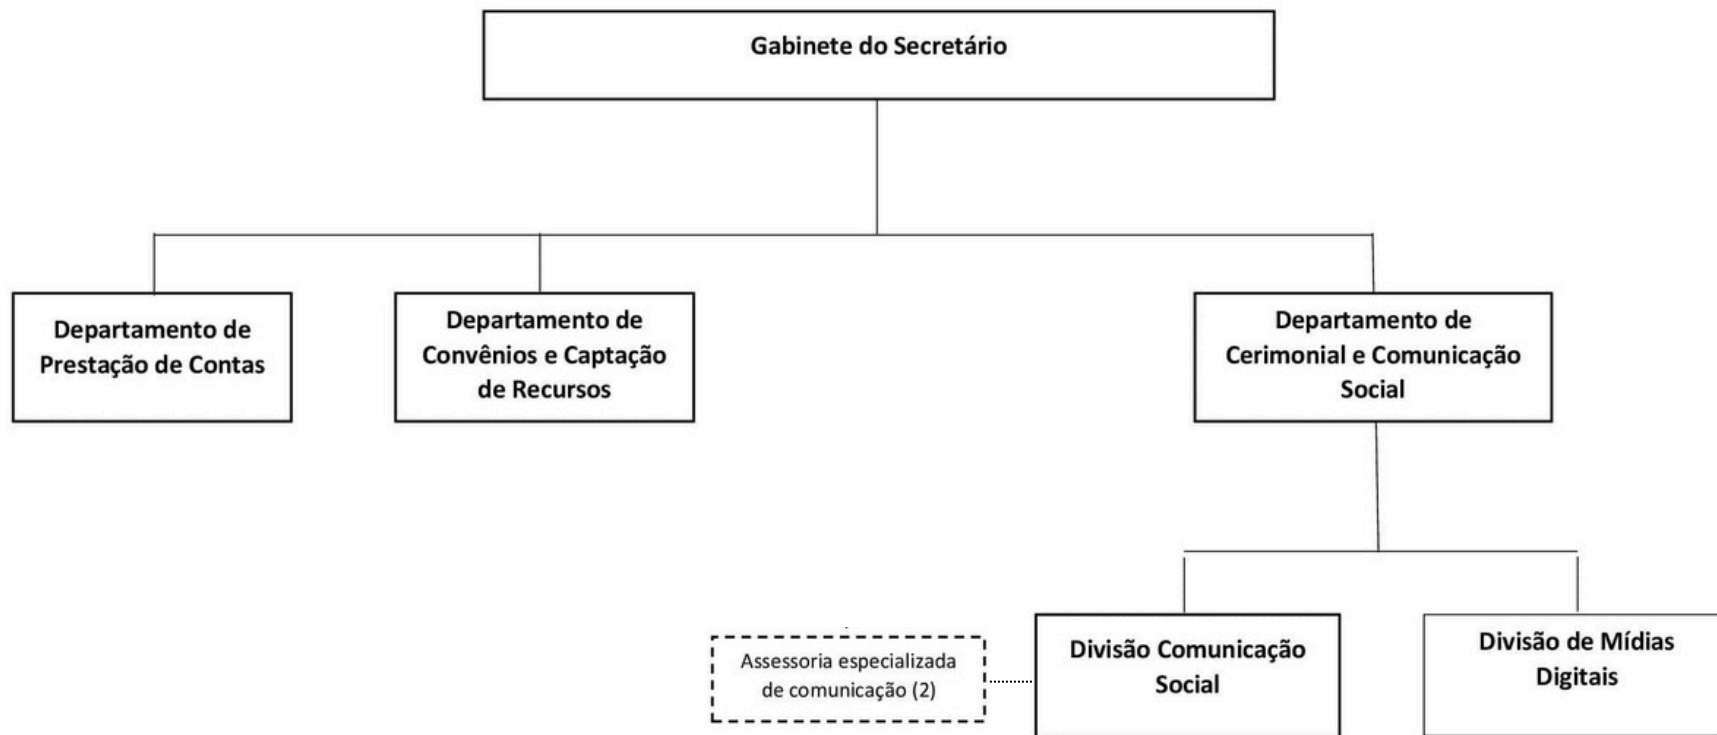 Gabinete do Secretário
Departamento de
Prestação de Contas
Departamento de
Convênios e Captação
de Recursos
Departamento de
Cerimonial e Comunicação
Social
Assessoria especializada
de comunicação (2)
Divisão Comunicação
Social
Divisão de Mídias
Digitais